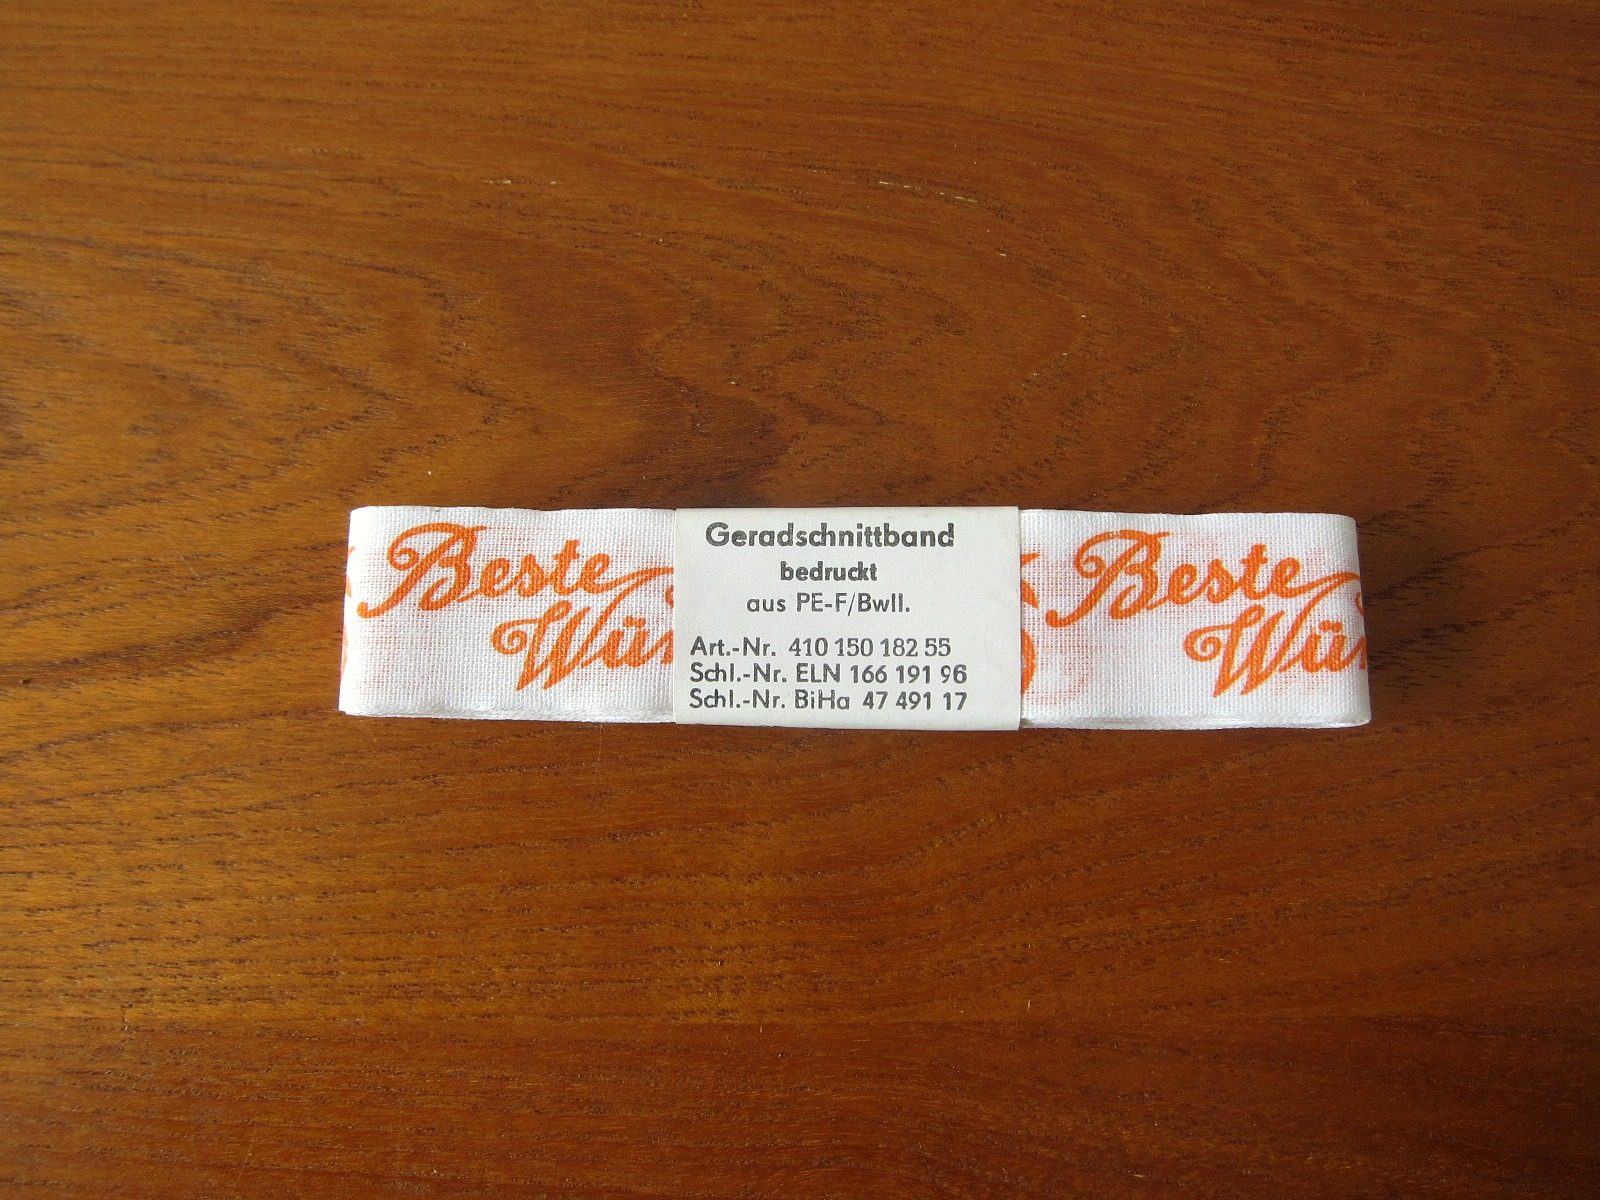 Beste
Wün
Geradschnittband
bedruckt
aus PE-F/Bwll.
Art.-Nr. 410 150 182 55
Schl.-Nr. ELN 166 191 96
Schl.-Nr. BiHa 47 491 17
Beste
Wün